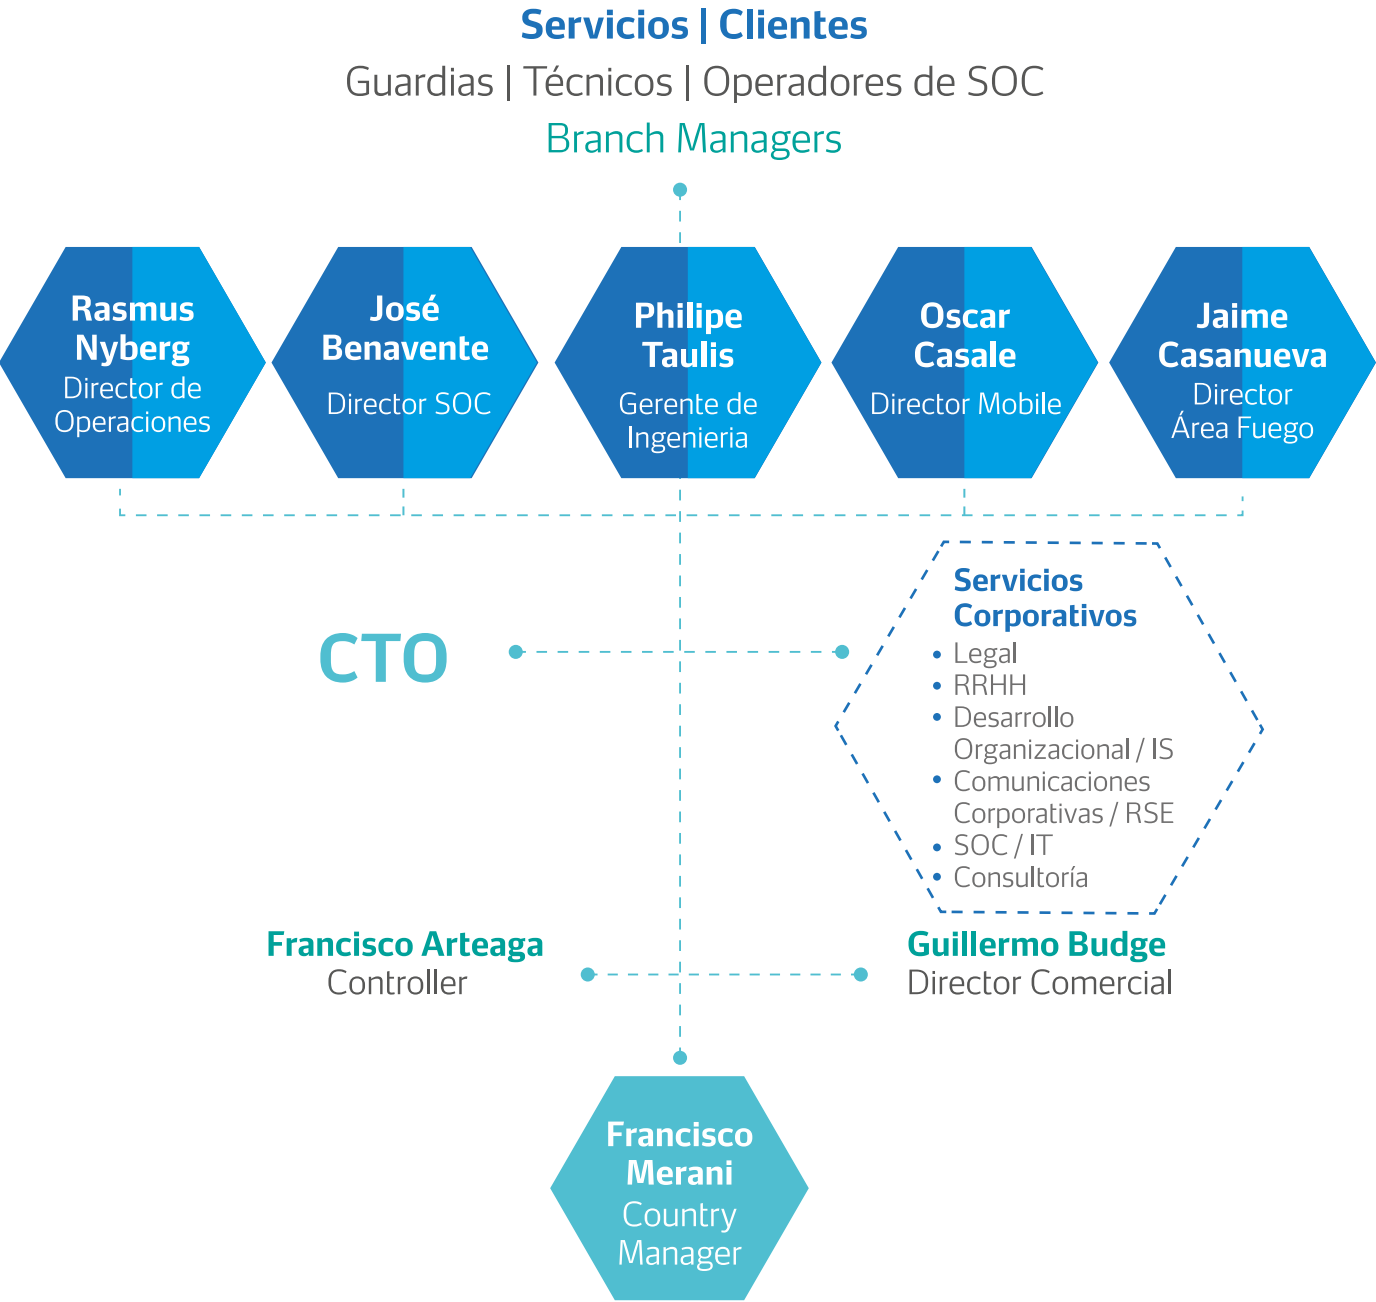 Servicios | Clientes
Guardias | Técnicos | Operadores de SOC
Branch Managers
Rasmus
Nyberg
Director de
Operaciones
José
Benavente
Director SOC
Philipe
Taulis
Gerente de
Ingenieria
Oscar
Casale
Director Mobile
Jaime
Casanueva
Director
Área Fuego
CTO
Servicios
Corporativos
• Legal
• RRHH
• Desarrollo
Organizacional / IS
• Comunicaciones
Corporativas / RSE
• SOC / IT
• Consultoría
Francisco Arteaga
Controller
Guillermo Budge
Director Comercial
Francisco
Merani
Country
Manager